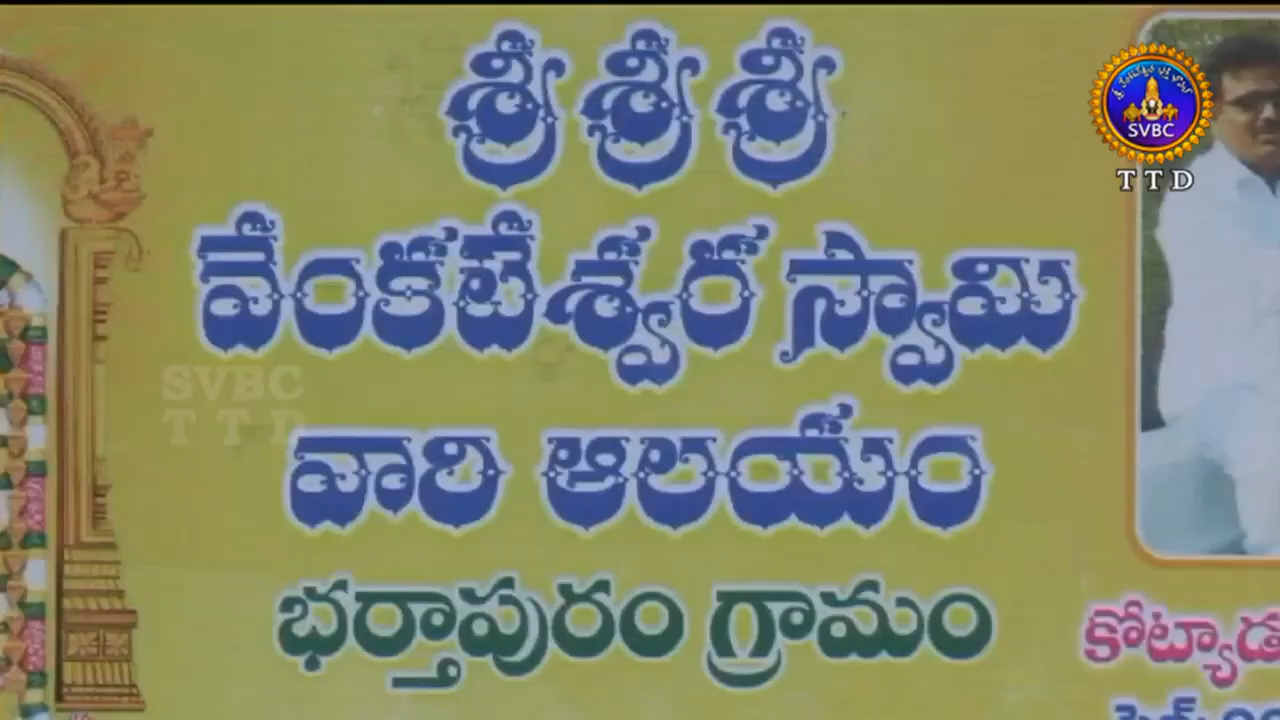 శ్రీ శ్రీ శ్రీ
వేంకటేశ్వర స్వామి
వారి ఆలయం
భర్తాపురం గ్రామం
కోట్యాడ
SVBC
TTD
SVBC
TTD